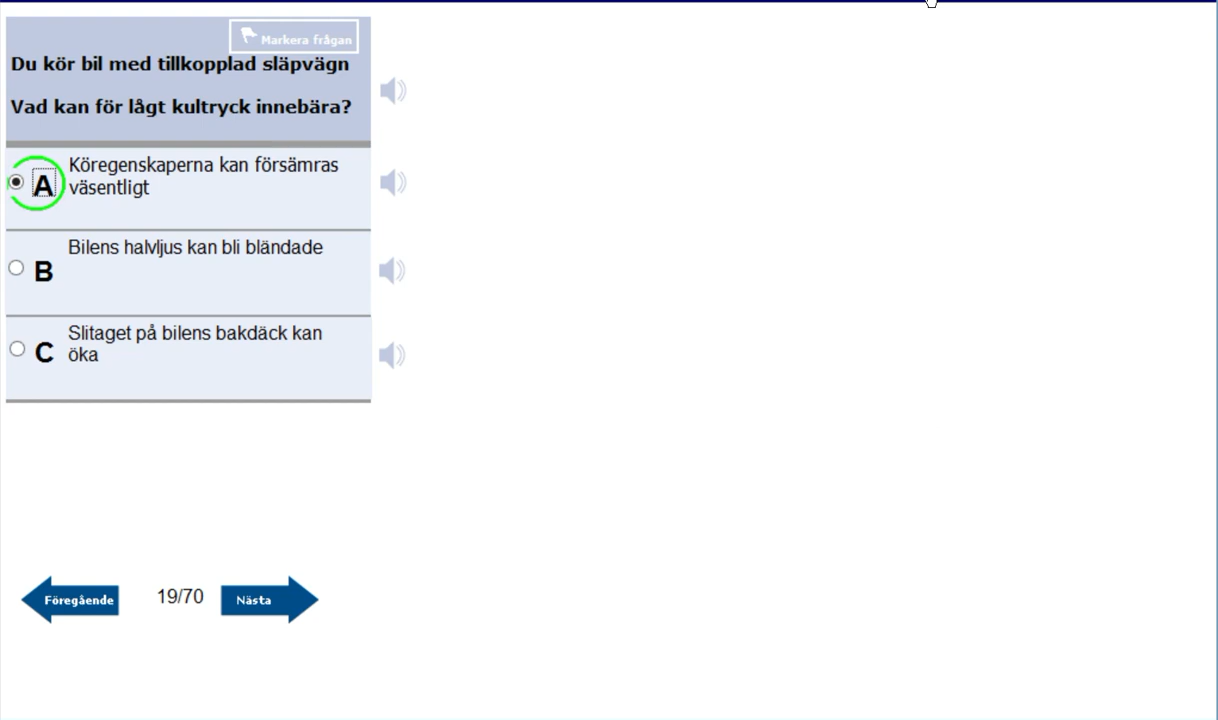 Markera frågan
Du kör bil med tillkopplad släpvägn
Vad kan för lågt kultryck innebära?
A
Köregenskaperna kan försämras
väsentligt
B
Bilens halvljus kan bli bländade
C
Slitaget på bilens bakdäck kan
öka
Föregående
19/70
Nästa